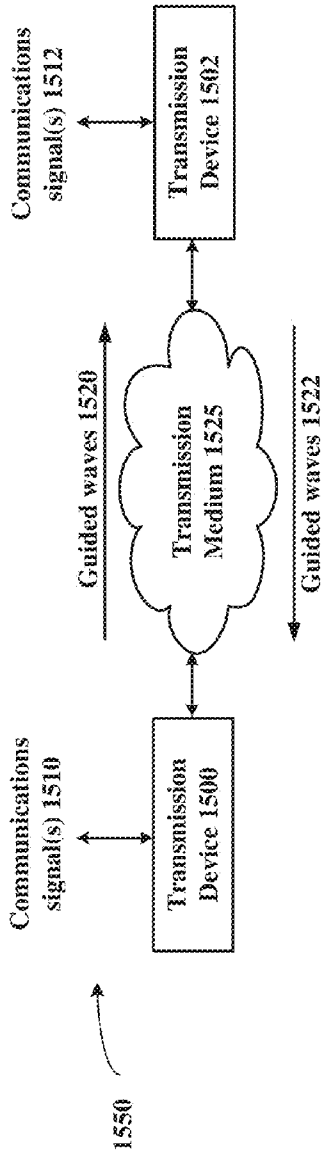 1550
Communications
signal(s) 1510
Transmission
Device 1500
Guided waves 1520
Transmission
Medium 1525
Guided waves 1522
Communications
signal(s) 1512
Transmission
Device 1502